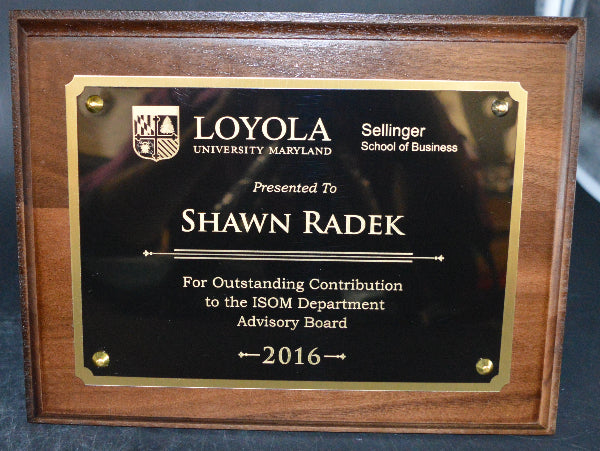 LOYOLA
UNIVERSITY MARYLAND
Sellinger
School of Business
Presented To
SHAWN RADEK
For Outstanding Contribution
to the ISOM Department
Advisory Board
2016